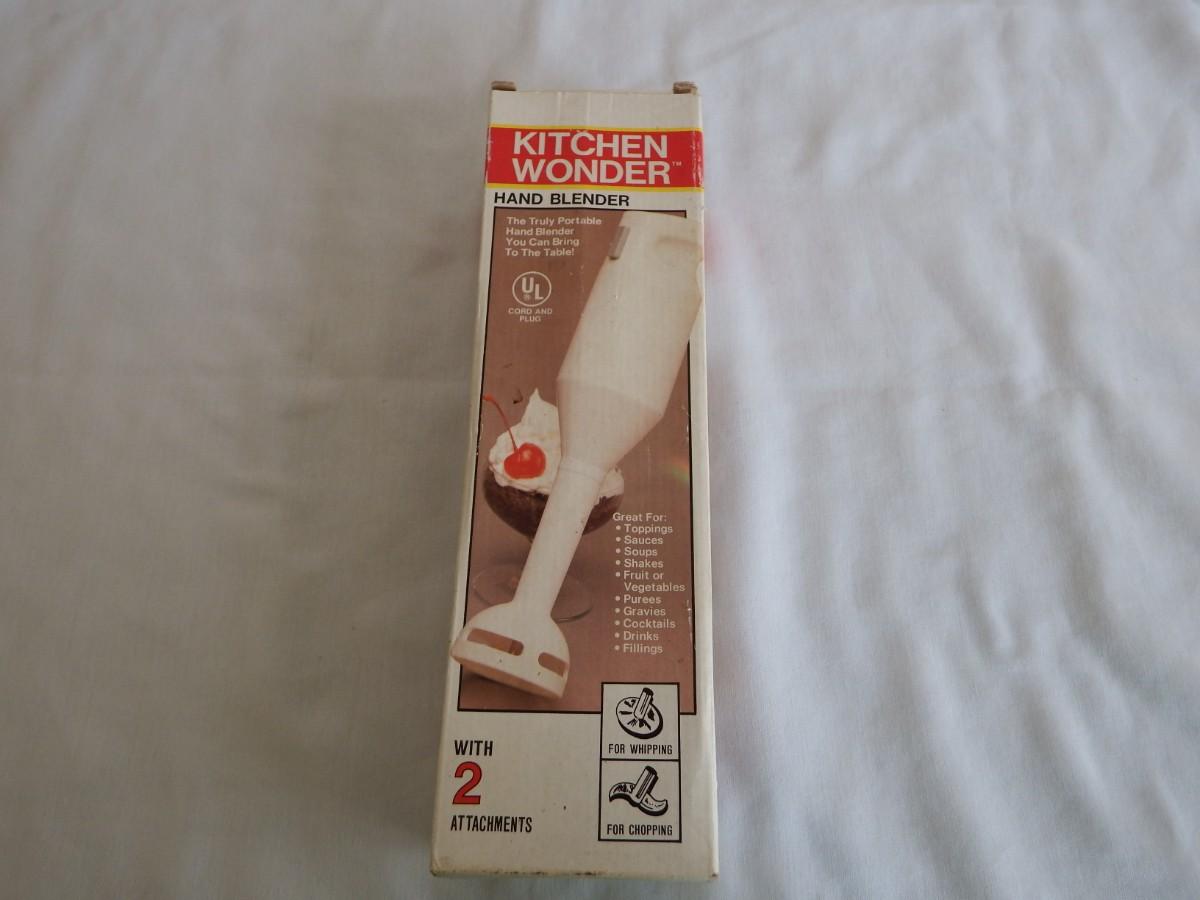 KITCHEN
WONDER™
HAND BLENDER
The Truly Portable
Hand Blender
You Can Bring
To The Table!
UL
®
CORD AND
PLUG
Great For:
• Toppings
• Sauces
• Soups
• Shakes
• Fruit or
Vegetables
• Purees
• Gravies
• Cocktails
• Drinks
• Fillings
WITH
2
ATTACHMENTS
FOR WHIPPING
FOR CHOPPING